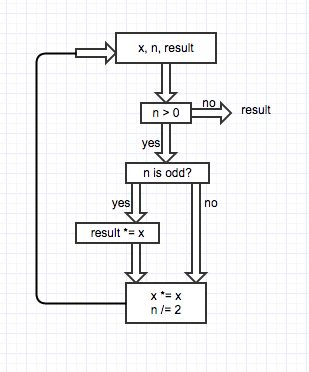 x, n, result
n > 0
no
result
yes
n is odd?
yes
no
result *= x
x *= x
n /= 2